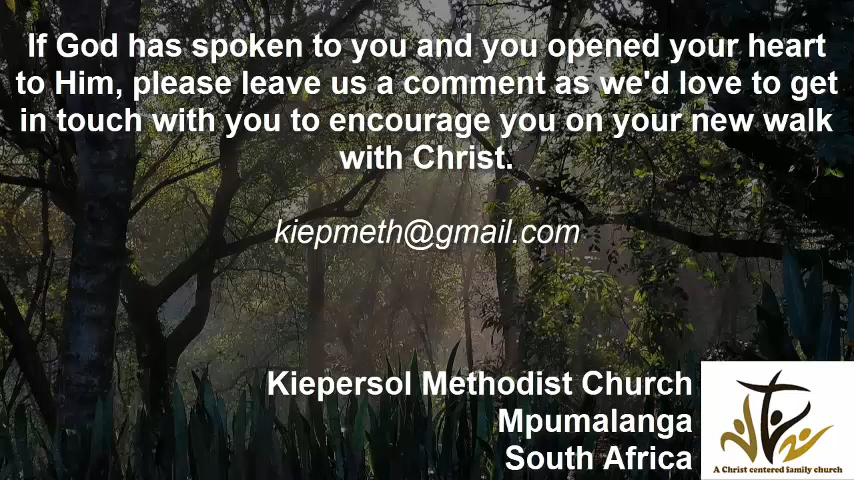 If God has spoken to you and you opened your heart
to Him, please leave us a comment as we'd love to get
in touch with you to encourage you on your new walk
with Christ.
kiepmeth@gmail.com
Kiepersol Methodist Church
Mpumalanga
South Africa
A Christ centered family church